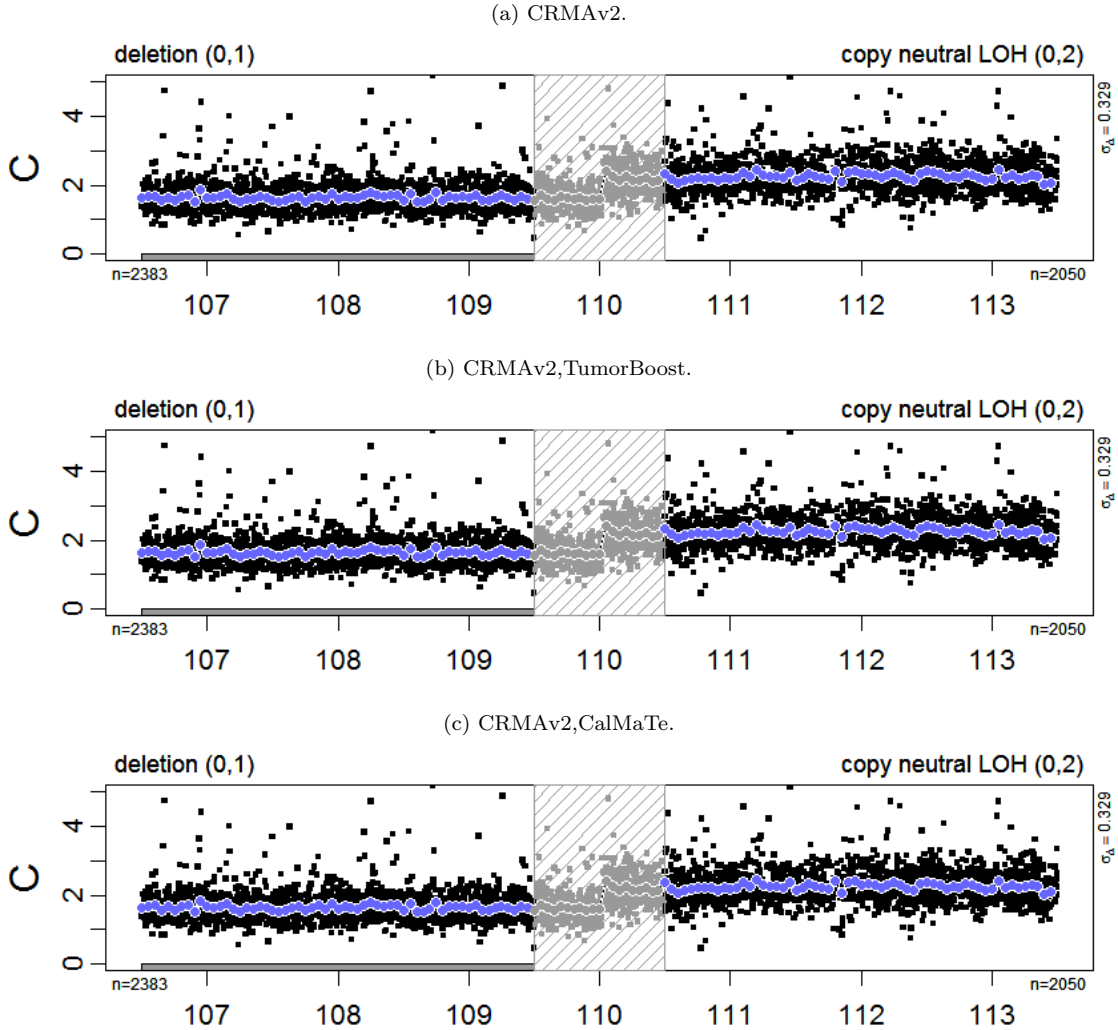 (a) CRMAv2.
deletion (0,1) copy neutral LOH (0,2)
C
4
2
0
σΔ = 0.329
n=2383 n=2050
107 108 109 110 111 112 113
(b) CRMAv2,TumorBoost.
deletion (0,1) copy neutral LOH (0,2)
C
4
2
0
σΔ = 0.329
n=2383 n=2050
107 108 109 110 111 112 113
(c) CRMAv2,CalMaTe.
deletion (0,1) copy neutral LOH (0,2)
C
4
2
0
σΔ = 0.329
n=2383 n=2050
107 108 109 110 111 112 113